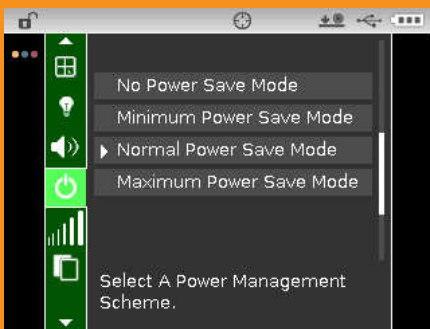 No Power Save Mode
Minimum Power Save Mode
Normal Power Save Mode
Maximum Power Save Mode
Select A Power Management
Scheme.